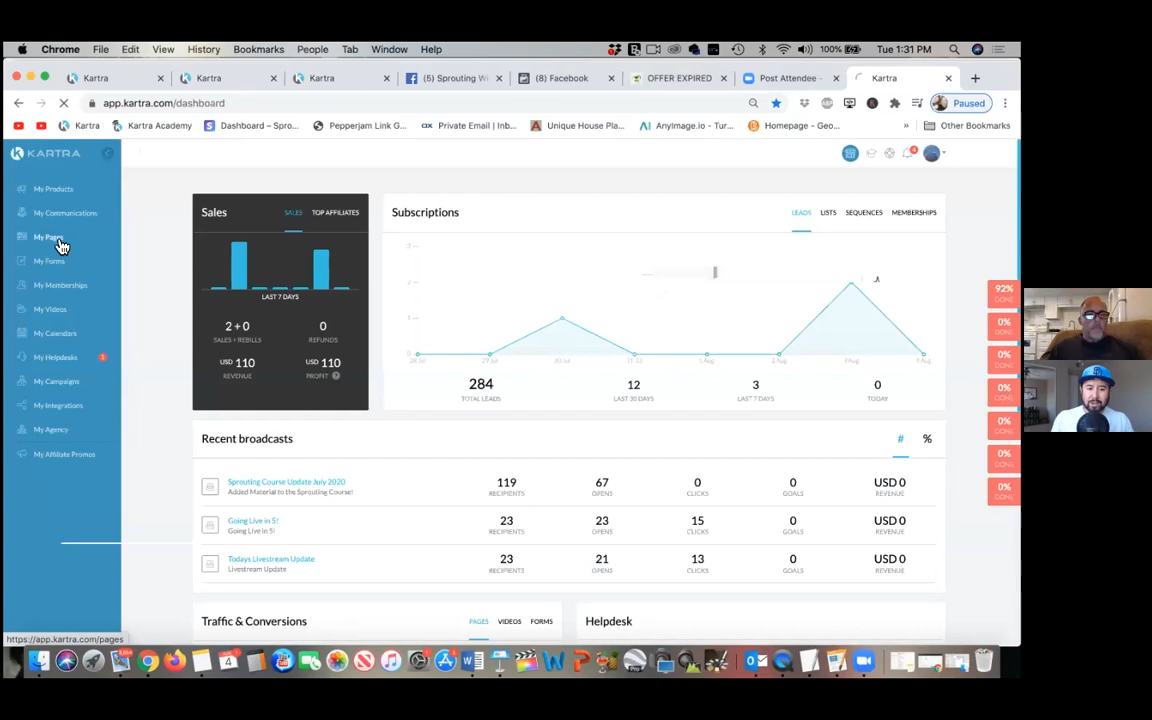 Chrome File Edit View History Bookmarks People Tab Window Help 100% Tue 1:31 PM
Kartra Kartra Kartra (5) Sprouting Wi (8) Facebook OFFER EXPIRED Post Attendee - Kartra
app.kartra.com/dashboard Paused
Kartra Kartra Academy Dashboard – Spro... Pepperjam Link G... Private Email | Inb... Unique House Pla... AnyImage.io - Tur... Homepage - Geo... » Other Bookmarks
KARTRA
4
My Products
My Communications
My Pages
My Forms
My Memberships
My Videos
My Calendars
My Helpdesks 1
My Campaigns
My Integrations
My Agency
My Affiliate Promos
Sales SALES TOP AFFILIATES
LAST 7 DAYS
2 + 0 0
SALES + REBILLS REFUNDS
USD 110 USD 110
REVENUE PROFIT ?
Subscriptions LEADS LISTS SEQUENCES MEMBERSHIPS
284 12 3 0
TOTAL LEADS LAST 30 DAYS LAST 7 DAYS TODAY
Recent broadcasts # %
Sprouting Course Update July 2020 119 67 0 0 USD 0
Added Material to the Sprouting Course! RECIPIENTS OPENS CLICKS GOALS REVENUE
Going Live in 5! 23 23 15 0 USD 0
Going Live in 5! RECIPIENTS OPENS CLICKS GOALS REVENUE
Todays Livestream Update 23 21 13 0 USD 0
Livestream Update RECIPIENTS OPENS CLICKS GOALS REVENUE
Traffic & Conversions PAGES VIDEOS FORMS
Helpdesk
92%
DONE
0%
DONE
0%
DONE
0%
DONE
0%
DONE
0%
DONE
0%
DONE
https://app.kartra.com/pages